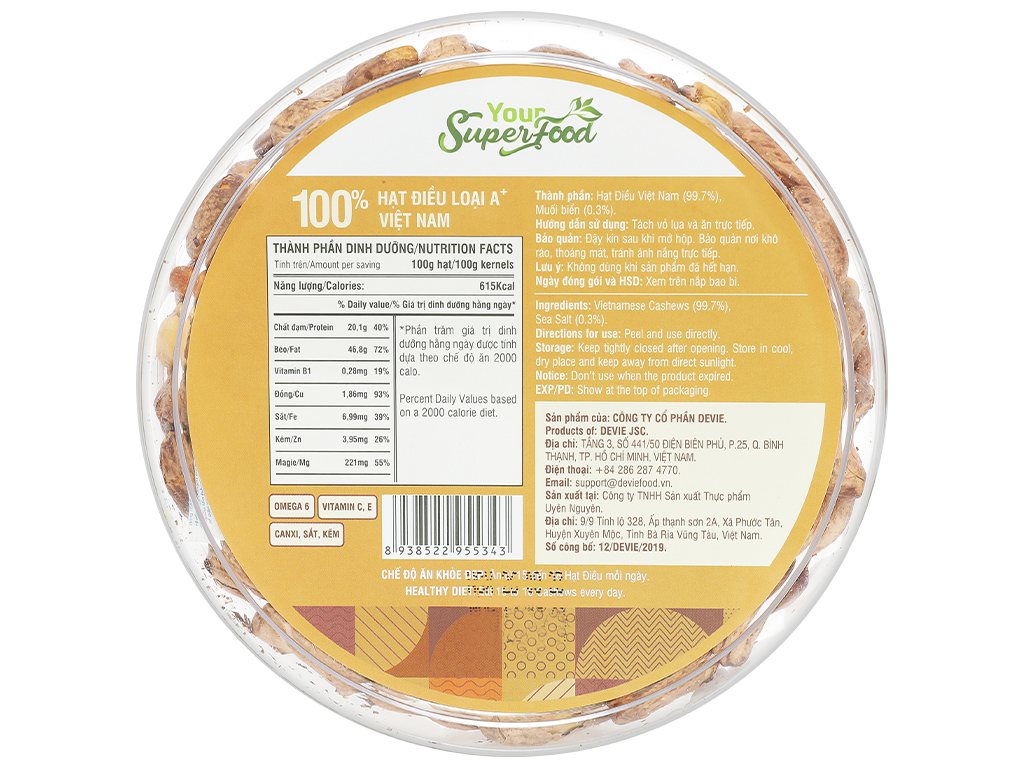 Your
Superfood
100% HẠT ĐIỀU LOẠI A+
VIỆT NAM
THÀNH PHẦN DINH DƯỠNG/NUTRITION FACTS
Tính trên/Amount per saving 100g hạt/100g kernels
Năng lượng/Calories: 615Kcal
% Daily value/% Giá trị dinh dưỡng hằng ngày*
Chất đạm/Protein 20,1g 40%
Béo/Fat 46,8g 72%
Vitamin B1 0,28mg 19%
Đồng/Cu 1,86mg 93%
Sắt/Fe 6,99mg 39%
Kẽm/Zn 3,95mg 26%
Magie/Mg 221mg 55%
*Phần trăm giá trị dinh
dưỡng hằng ngày được tính
dựa theo chế độ ăn 2000
calo.
Percent Daily Values based
on a 2000 calorie diet.
OMEGA 6
VITAMIN C, E
CANXI, SẮT, KẼM
8 938522 955343
Thành phần: Hạt Điều Việt Nam (99.7%),
Muối biển (0.3%).
Hướng dẫn sử dụng: Tách vỏ lụa và ăn trực tiếp.
Bảo quản: Đậy kín sau khi mở hộp. Bảo quản nơi khô
ráo, thoáng mát, tránh ánh nắng trực tiếp.
Lưu ý: Không dùng khi sản phẩm đã hết hạn.
Ngày đóng gói và HSD: Xem trên nắp bao bì.
Ingredients: Vietnamese Cashews (99.7%),
Sea Salt (0.3%).
Directions for use: Peel and use directly.
Storage: Keep tightly closed after opening. Store in cool,
dry place and keep away from direct sunlight.
Notice: Don't use when the product expired.
EXP/PD: Show at the top of packaging.
Sản phẩm của: CÔNG TY CỔ PHẦN DEVIE.
Products of: DEVIE JSC.
Địa chỉ: TẦNG 3, SỐ 441/50 ĐIỆN BIÊN PHỦ, P.25, Q. BÌNH
THẠNH, TP. HỒ CHÍ MINH, VIỆT NAM.
Điện thoại: +84 286 287 4770.
Email: support@deviefood.vn.
Sản xuất tại: Công ty TNHH Sản xuất Thực phẩm
Uyên Nguyên.
Địa chỉ: 9/9 Tỉnh lộ 328, Ấp thạnh sơn 2A, Xã Phước Tân,
Huyện Xuyên Mộc, Tỉnh Bà Rịa Vũng Tàu, Việt Nam.
Số công bố: 12/DEVIE/2019.
CHẾ ĐỘ ĂN KHỎE ĐẸP: Ăn Hạt Điều mỗi ngày.
HEALTHY DIET: Cashews every day.